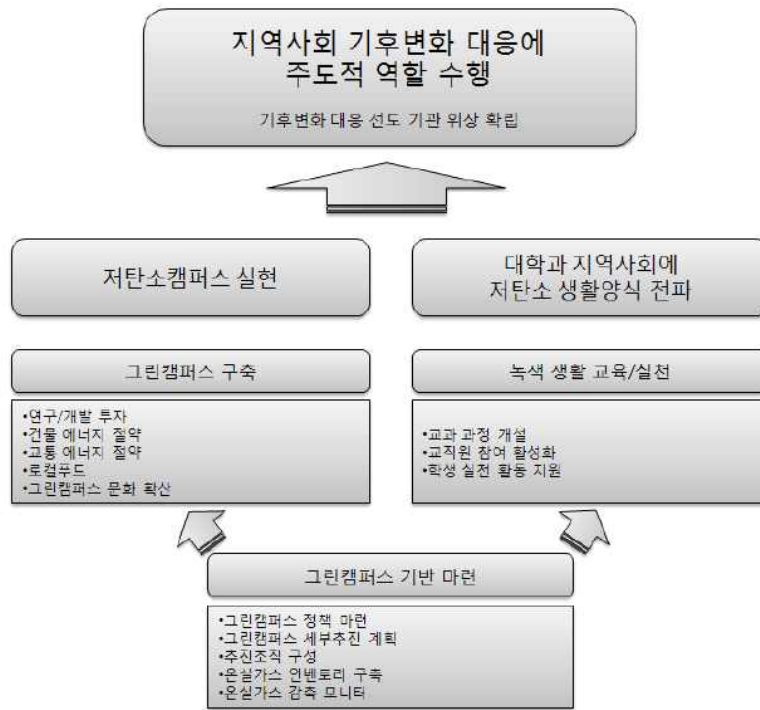 지역사회 기후변화 대응에
주도적 역할 수행
기후변화 대응 선도 기관 위상 확립
저탄소캠퍼스 실현
대학과 지역사회에
저탄소 생활양식 전파
그린캠퍼스 구축
•연구/개발 투자
•건물 에너지 절약
•교통 에너지 절약
•로컬푸드
•그린캠퍼스 문화 확산
녹색 생활 교육/실천
•교과 과정 개설
•교직원 참여 활성화
•학생 실천 활동 지원
그린캠퍼스 기반 마련
•그린캠퍼스 정책 마련
•그린캠퍼스 세부추진 계획
•추진조직 구성
•온실가스 인벤토리 구축
•온실가스 감축 모니터